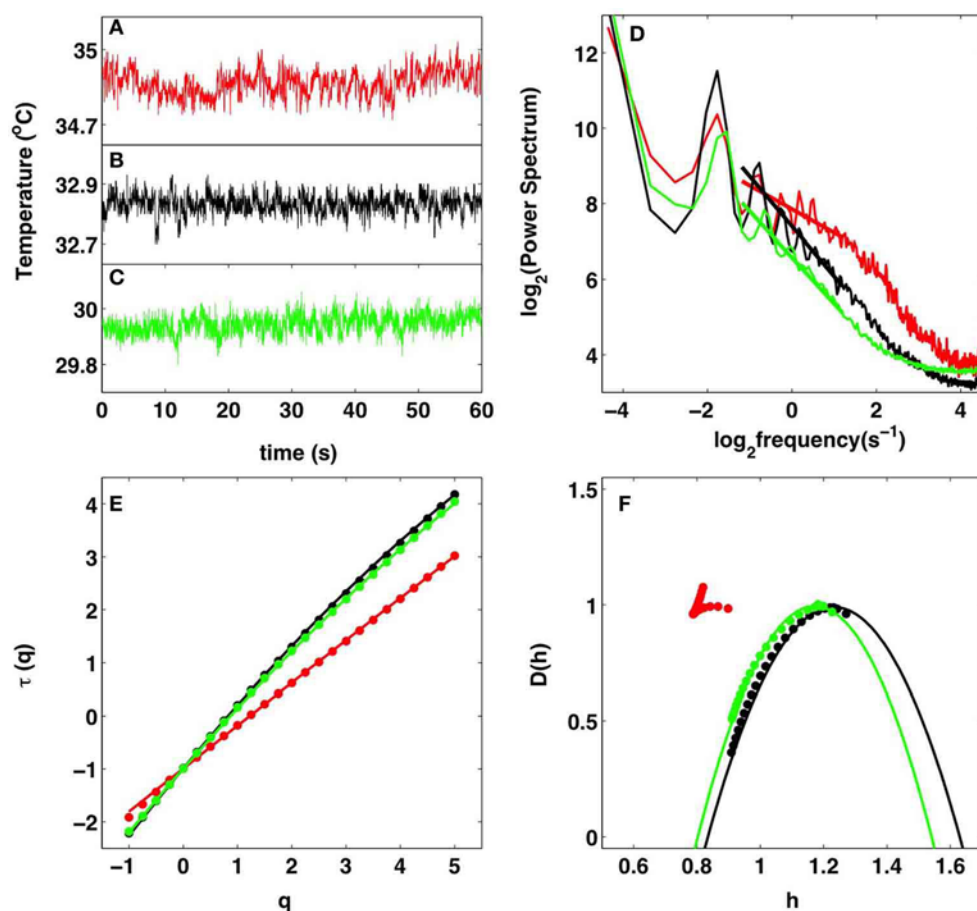 A
35
34.7
B
32.9
32.7
C
30
29.8
Temperature (°C)
0 10 20 30 40 50 60
time (s)
D
12
10
8
6
4
log₂(Power Spectrum)
−4 −2 0 2 4
log₂frequency(s⁻¹)
E
4
3
2
1
0
−1
−2
τ (q)
−1 0 1 2 3 4 5
q
F
1.5
1
0.5
0
D(h)
0.6 0.8 1 1.2 1.4 1.6
h